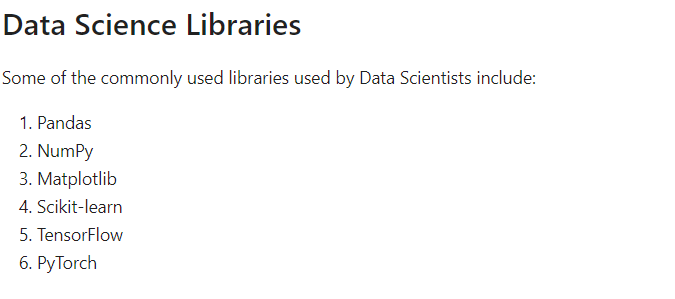 Data Science Libraries
Some of the commonly used libraries used by Data Scientists include:
1. Pandas
2. NumPy
3. Matplotlib
4. Scikit-learn
5. TensorFlow
6. PyTorch